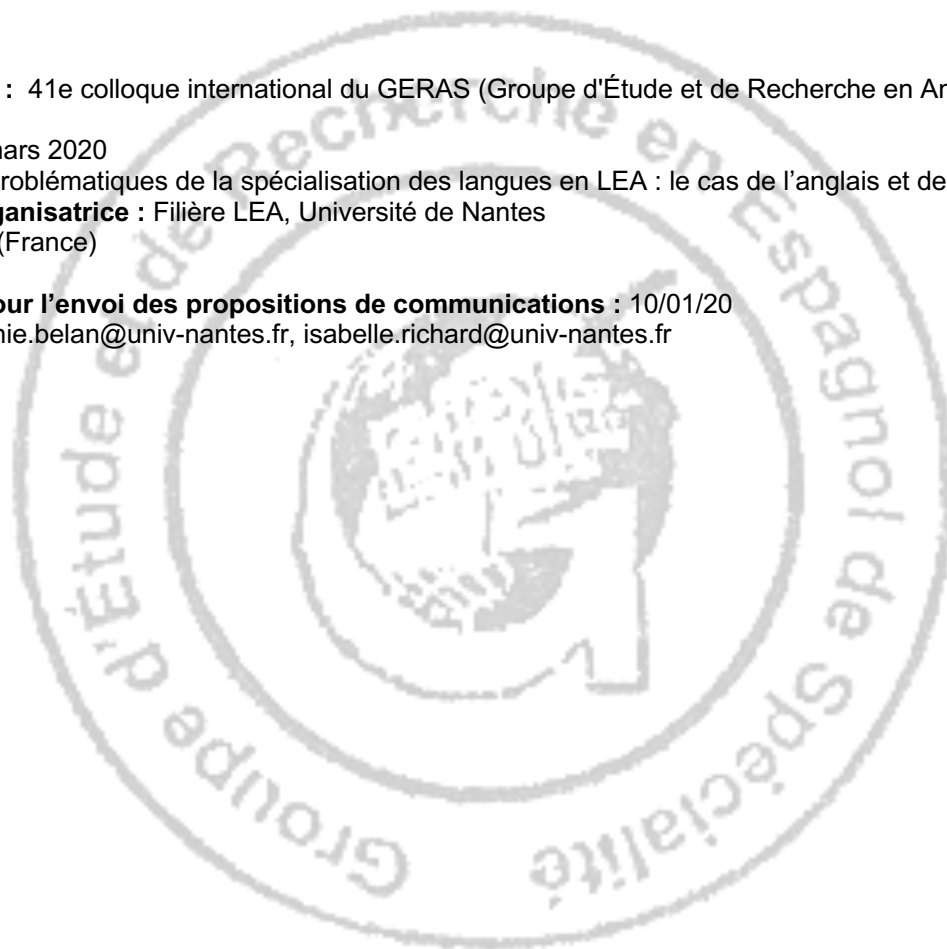 : 41e colloque international du GERAS (Groupe d'Étude et de Recherche en An
mars 2020
roblématiques de la spécialisation des langues en LEA : le cas de l’anglais et de
ganisatrice : Filière LEA, Université de Nantes
(France)
our l’envoi des propositions de communications : 10/01/20
nie.belan@univ-nantes.fr, isabelle.richard@univ-nantes.fr
Groupe d'Étude et de Recherche en Espagnol de Spécialité